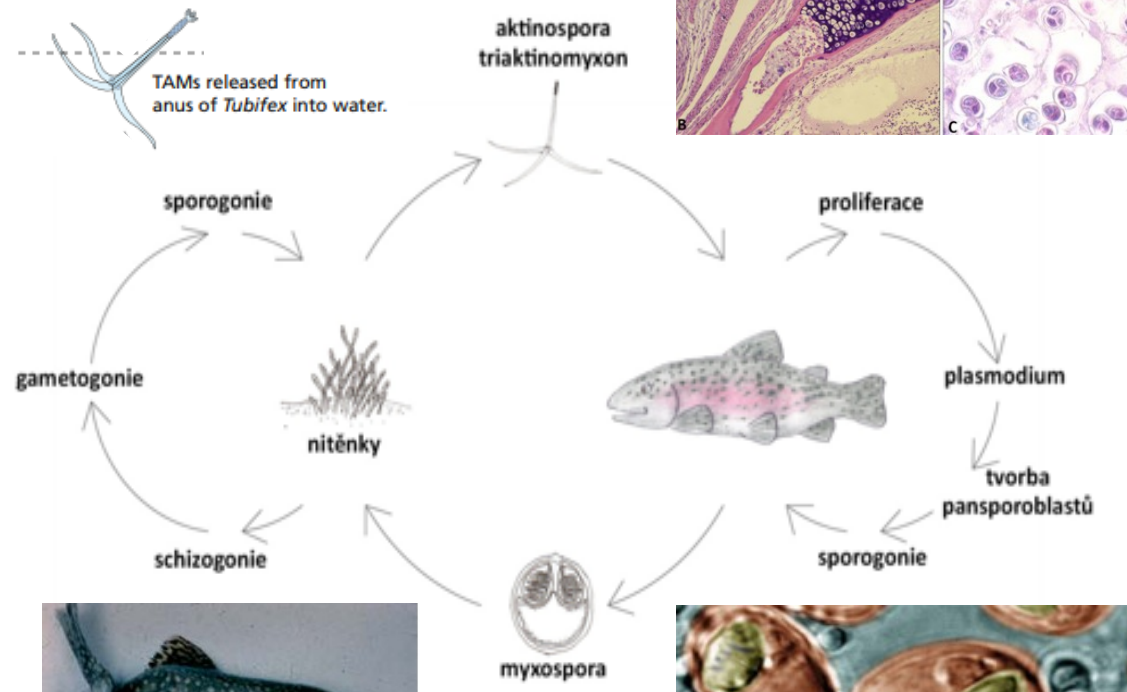 aktinospora
triaktinomyxon
TAMs released from
anus of Tubifex into water.
B
C
sporogonie
proliferace
gametogonie
plasmodium
nitěnky
tvorba
pansporoblastů
schizogonie
sporogonie
myxospora